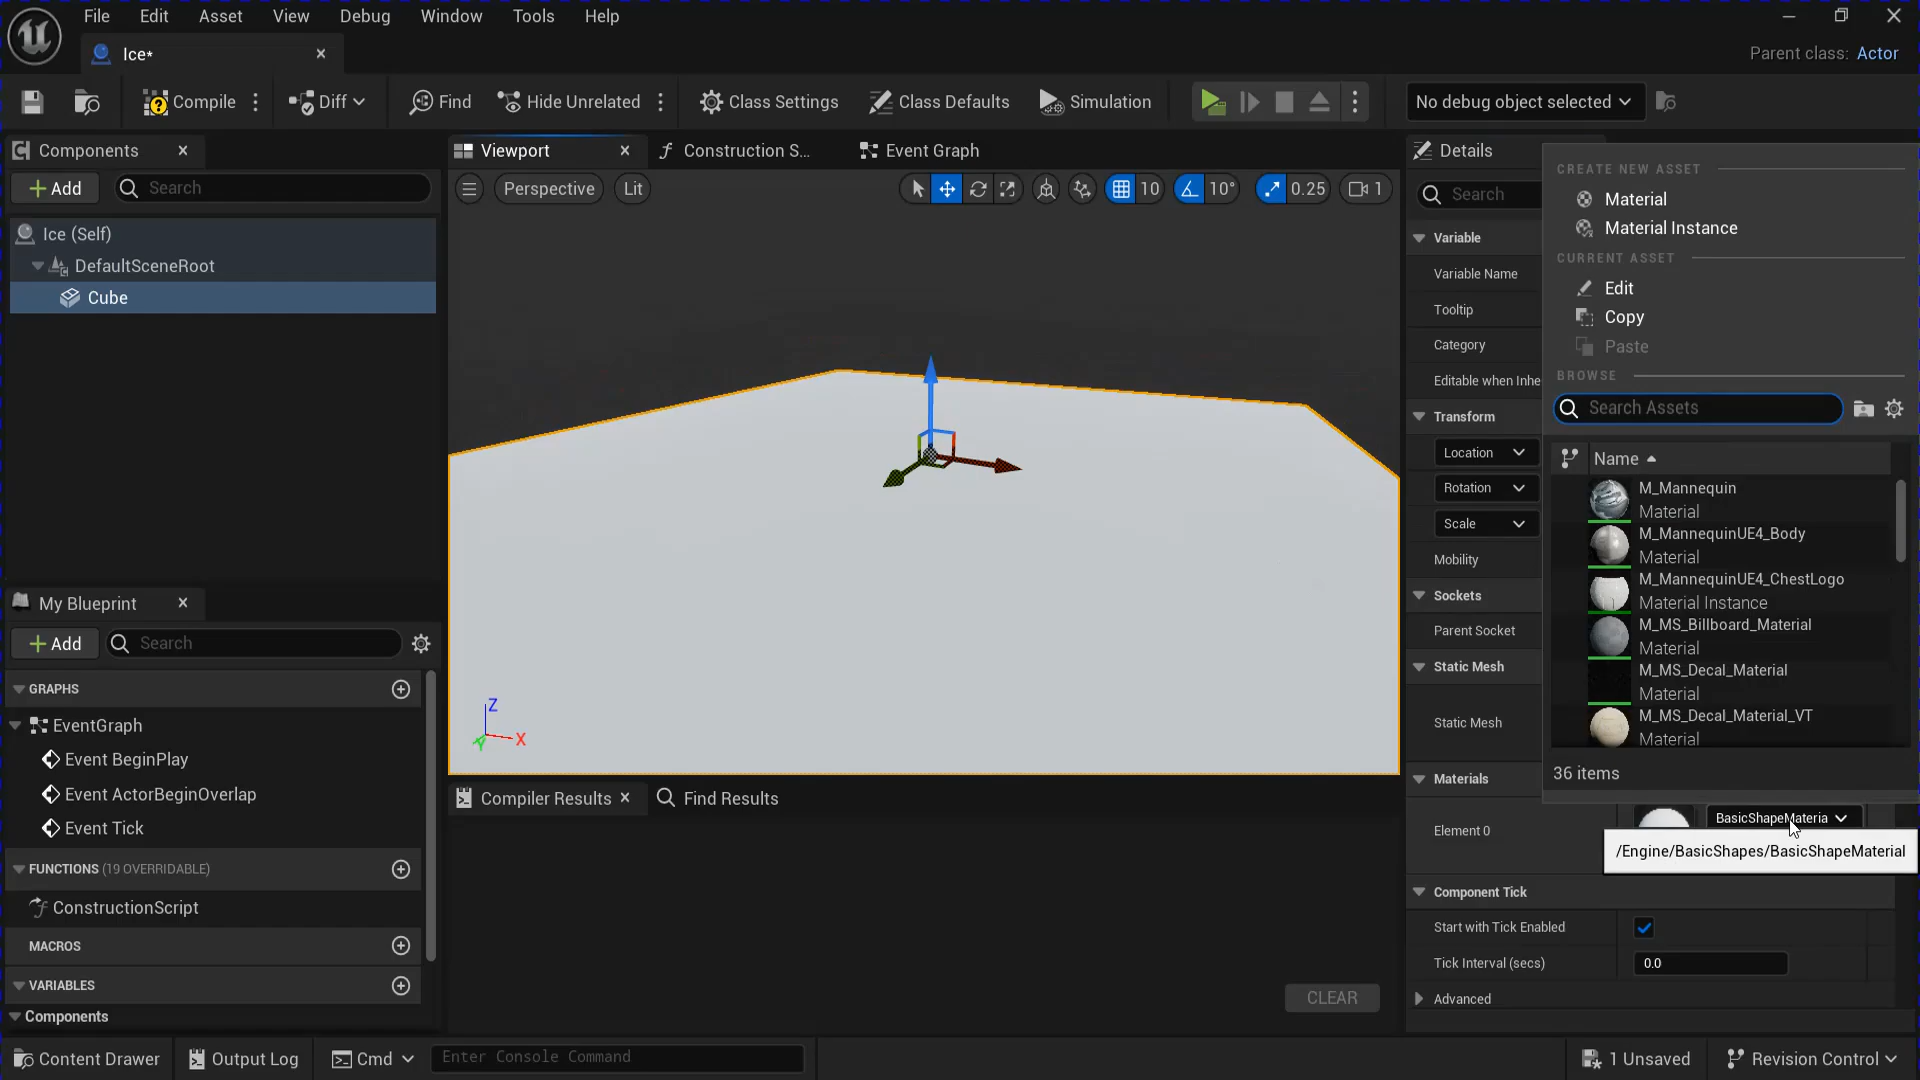 File Edit Asset View Debug Window Tools Help
Ice*
Parent class: Actor
Compile Diff Find Hide Unrelated Class Settings Class Defaults Simulation No debug object selected
Components
Add Search
Ice (Self)
DefaultSceneRoot
Cube
Viewport Construction S... Event Graph
Perspective Lit 10 10° 0.25 1
Z
X
Y
Compiler Results Find Results
CLEAR
My Blueprint
Add Search
GRAPHS
EventGraph
Event BeginPlay
Event ActorBeginOverlap
Event Tick
FUNCTIONS (19 OVERRIDABLE)
ConstructionScript
MACROS
VARIABLES
Components
Details
Search
Variable
Variable Name
Tooltip
Category
Editable when Inhe
Transform
Location
Rotation
Scale
Mobility
Sockets
Parent Socket
Static Mesh
Static Mesh
Materials
Element 0
BasicShapeMateria
/Engine/BasicShapes/BasicShapeMaterial
Component Tick
Start with Tick Enabled
Tick Interval (secs) 0.0
Advanced
CREATE NEW ASSET
Material
Material Instance
CURRENT ASSET
Edit
Copy
Paste
BROWSE
Search Assets
Name
M_Mannequin
Material
M_MannequinUE4_Body
Material
M_MannequinUE4_ChestLogo
Material Instance
M_MS_Billboard_Material
Material
M_MS_Decal_Material
Material
M_MS_Decal_Material_VT
Material
36 items
Content Drawer Output Log Cmd Enter Console Command 1 Unsaved Revision Control